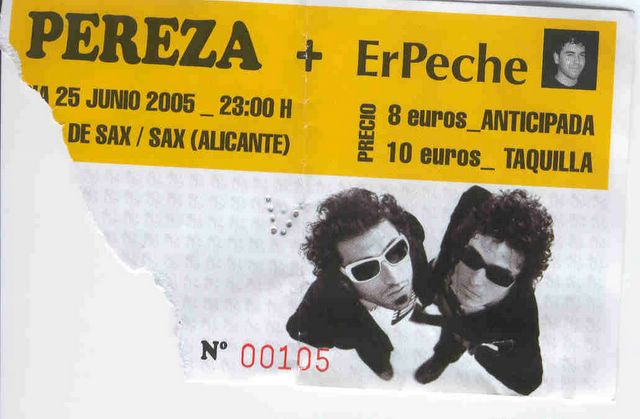 PEREZA + ErPeche
25 JUNIO 2005 _ 23:00 H
DE SAX / SAX (ALICANTE)
PRECIO
8 euros_ANTICIPADA
10 euros_ TAQUILLA
Nº 00105